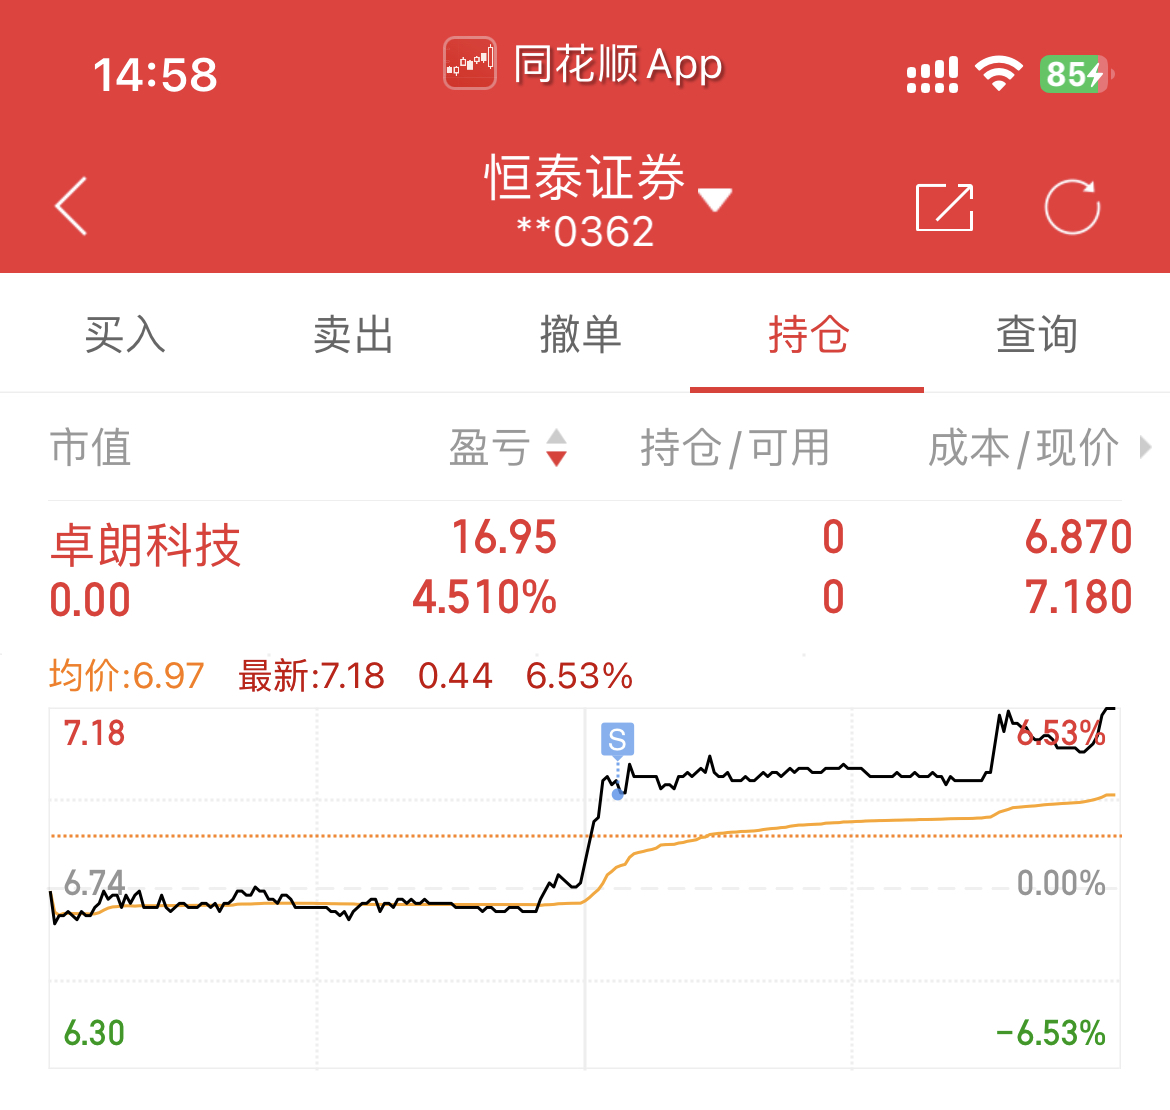 14:58 同花顺 App 85
恒泰证券
**0362
买入 卖出 撤单 持仓 查询
市值 盈亏 持仓/可用 成本/现价
卓朗科技 16.95 0 6.870
0.00 4.510% 0 7.180
均价:6.97 最新:7.18 0.44 6.53%
7.18 S 6.53%
6.74 0.00%
6.30 -6.53%